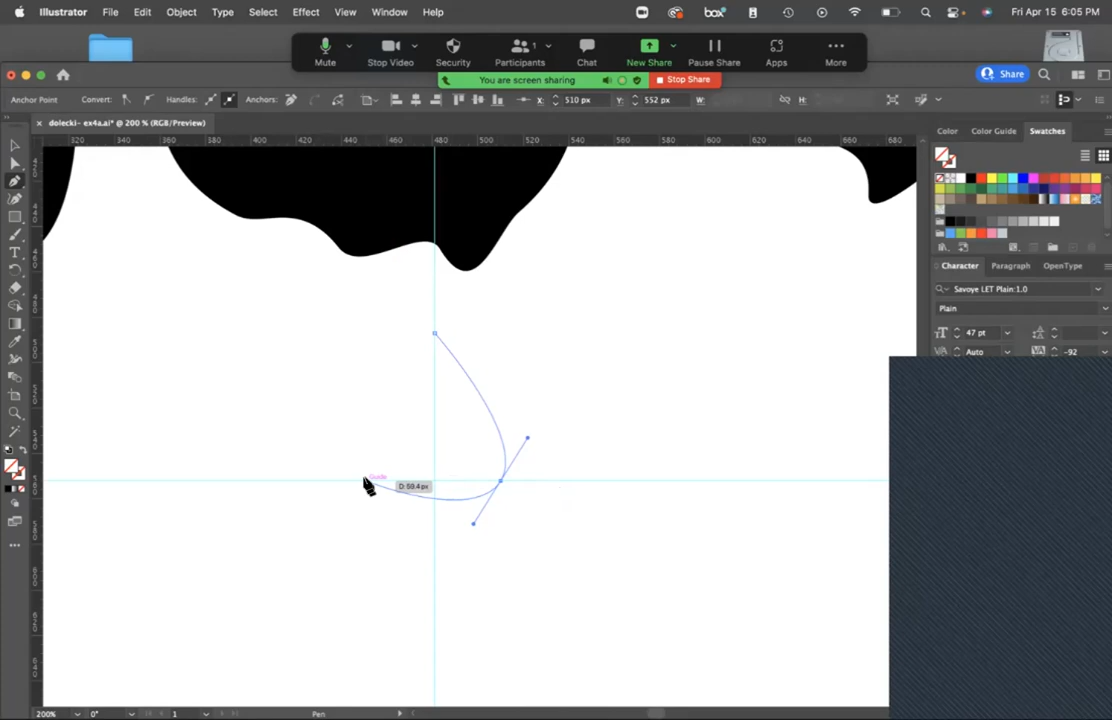 Illustrator File Edit Object Type Select Effect View Window Help
box Fri Apr 15 6:05 PM
Mute Stop Video Security Participants 1 Chat New Share Pause Share Apps More
You are screen sharing Stop Share
Share
Anchor Point Convert: Handles: Anchors: X: 510 px Y: 552 px W: H:
× dolecki- ex4a.ai* @ 200 % (RGB/Preview)
320 340 360 380 400 420 440 460 480 500 520 540 560 580 600 620 640 660 680
Color Color Guide Swatches
Character Paragraph OpenType
Savoye LET Plain:1.0
Plain
47 pt
Auto -92
Guide
D: 59.4 px
200% 0° 1 Pen